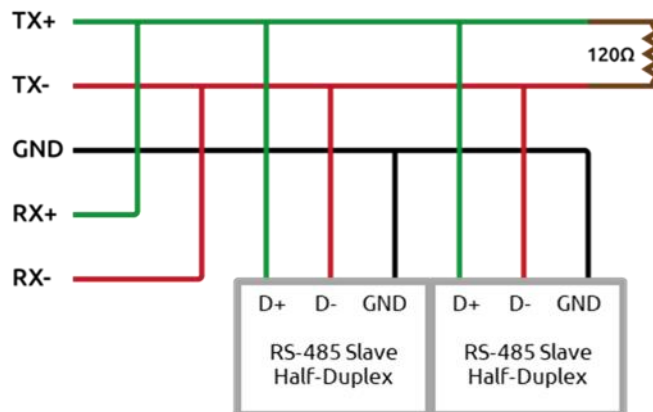 TX+
120Ω
TX-
GND
RX+
RX-
D+ D- GND
RS-485 Slave
Half-Duplex
D+ D- GND
RS-485 Slave
Half-Duplex